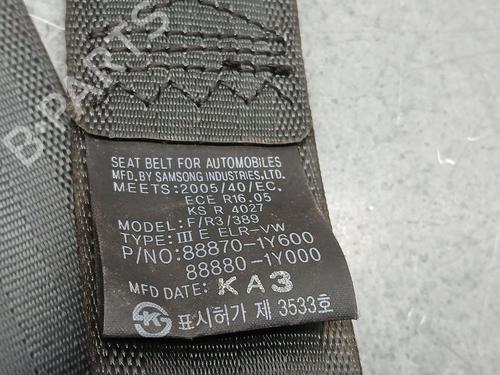 SEAT BELT FOR AUTOMOBILES
MFD. BY SAMSONG INDUSTRIES, LTD.
MEETS: 2005/40/EC.
ECE R16.05
KS R 4027
MODEL: F/R3/389
TYPE: III E ELR-VW
P/NO: 88870-1Y600
88880-1Y000
MFD DATE: KA3
표시허가 제 3533호
B-PARTS